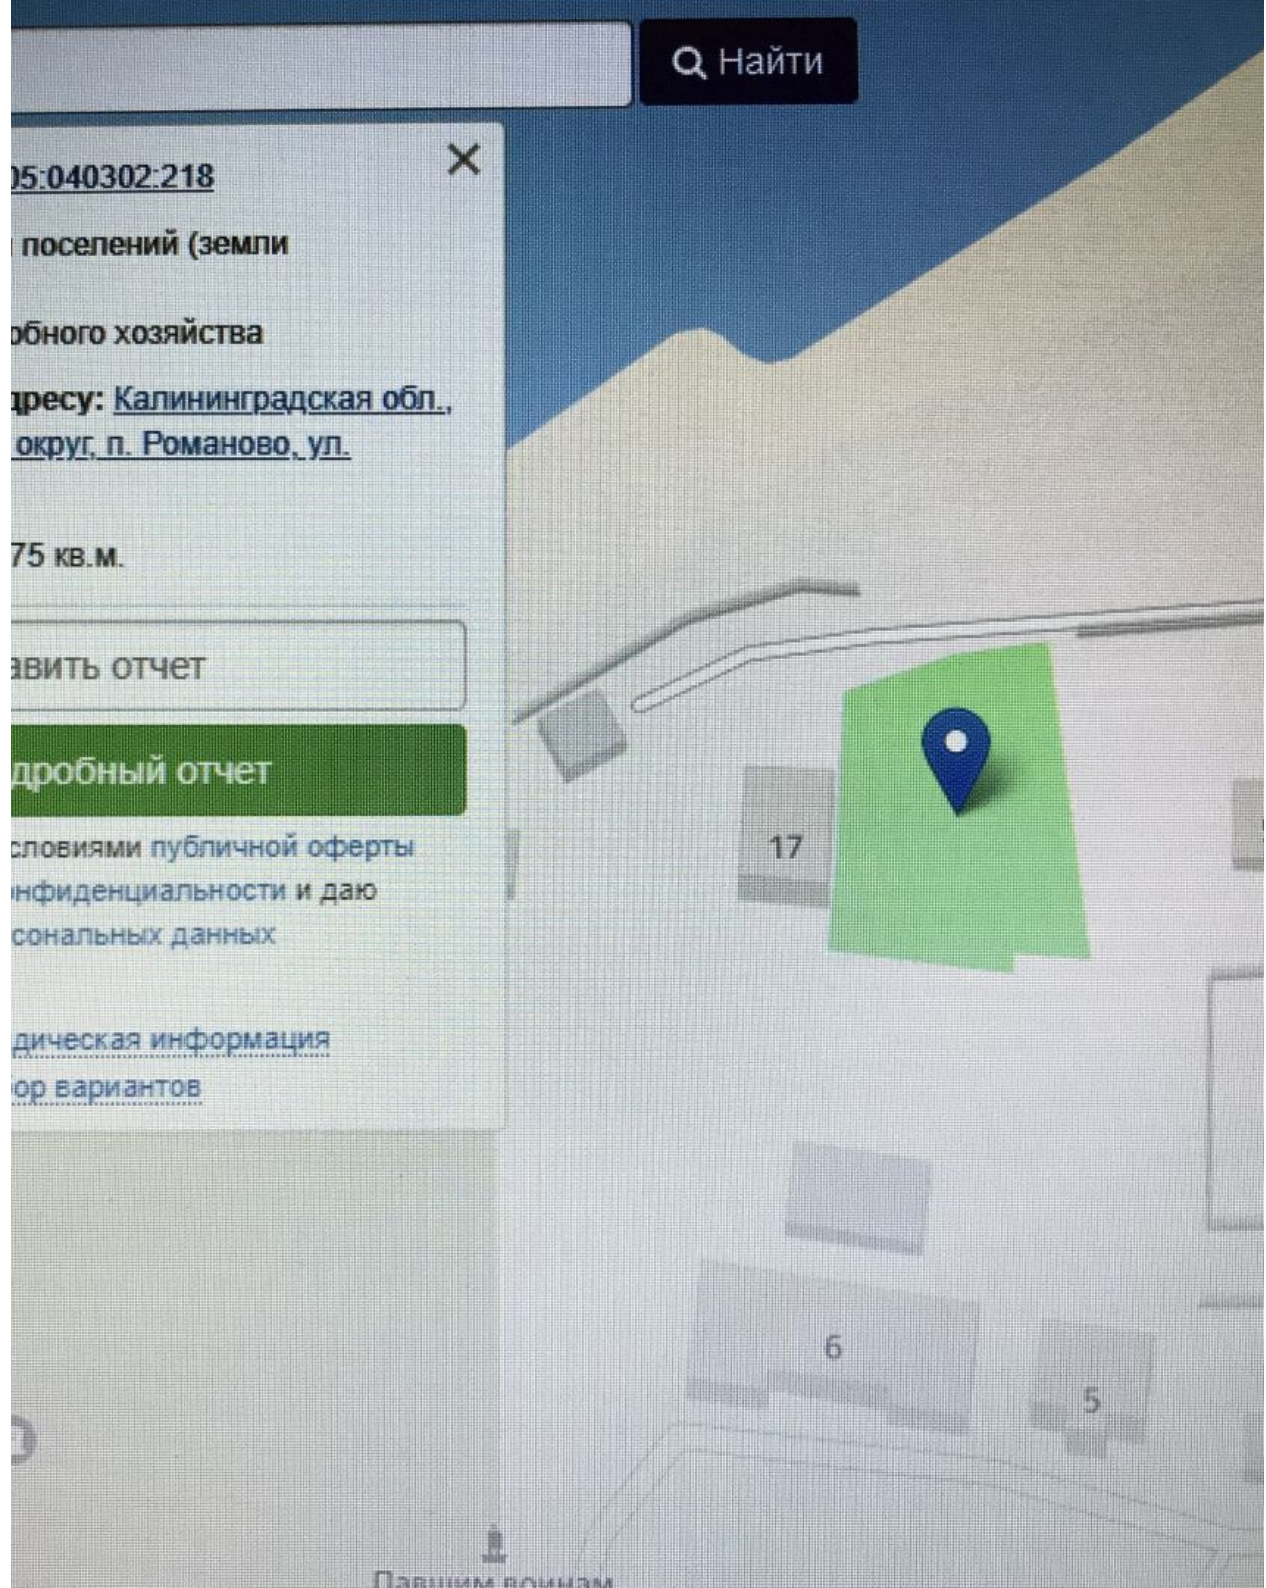 Найти
05:040302:218
поселений (земли
обного хозяйства
дресу: Калининградская обл.,
округ, п. Романово, ул.
75 кв.м.
авить отчет
дробный отчет
словиями публичной оферты
нфиденциальности и даю
сональных данных
17
дическая информация
ор вариантов
6
5
Павшим воинам